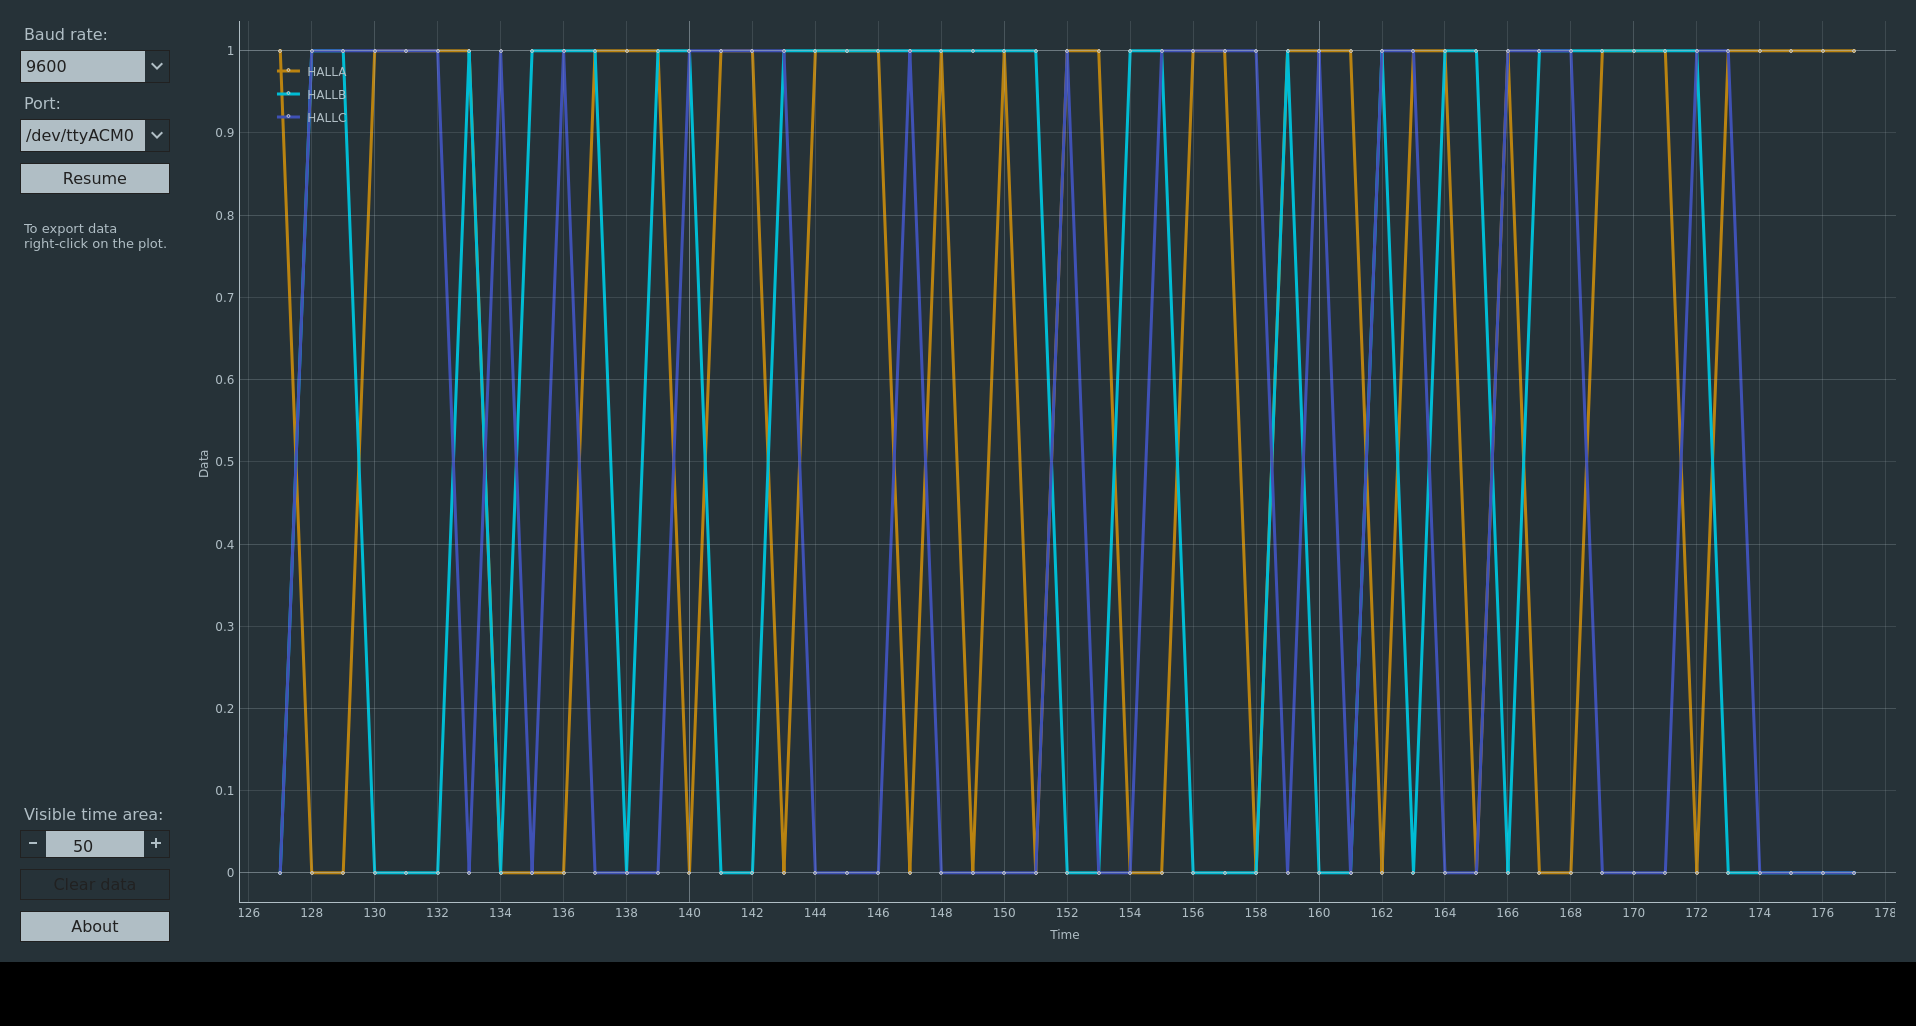 Baud rate:
9600
Port:
/dev/ttyACM0
Resume
To export data
right-click on the plot.
Visible time area:
− 50 +
Clear data
About
HALLA
HALLB
HALLC
1
0.9
0.8
0.7
0.6
0.5
0.4
0.3
0.2
0.1
0
Data
126 128 130 132 134 136 138 140 142 144 146 148 150 152 154 156 158 160 162 164 166 168 170 172 174 176 178
Time